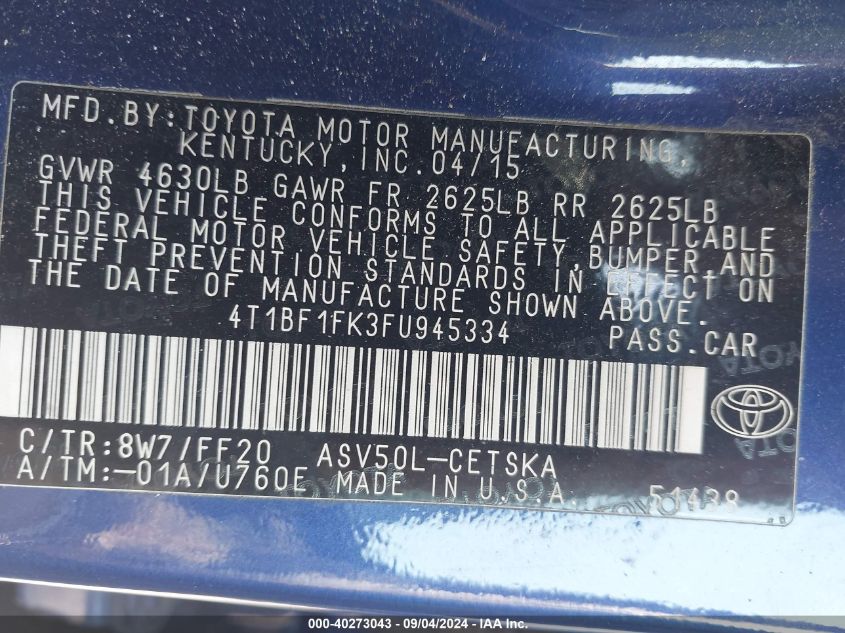 MFD.BY:TOYOTA MOTOR MANUFACTURING,
KENTUCKY,INC.04/15
GVWR 4630LB GAWR FR 2625LB RR 2625LB
THIS VEHICLE CONFORMS TO ALL APPLICABLE
FEDERAL MOTOR VEHICLE SAFETY,BUMPER,AND
THEFT PREVENTION STANDARDS IN EFFECT ON
THE DATE OF MANUFACTURE SHOWN ABOVE.
4T1BF1FK3FU945334 PASS.CAR
C/TR:8W7/FF20 ASV50L-CETSKA
A/TM:-01A/U760E MADE IN U.S.A. 51438
000-40273043 - 09/04/2024 - IAA Inc.